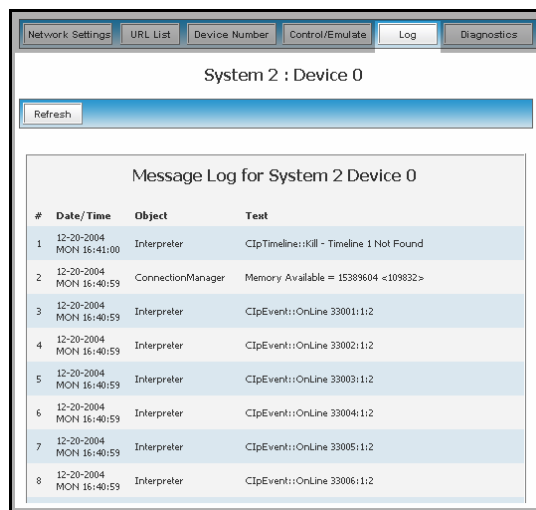 Network Settings URL List Device Number Control/Emulate Log Diagnostics
System 2 : Device 0
Refresh
Message Log for System 2 Device 0
# Date/Time Object Text
1 12-20-2004 MON 16:41:00 Interpreter CIpTimeline::Kill - Timeline 1 Not Found
2 12-20-2004 MON 16:40:59 ConnectionManager Memory Available = 15389604 <109832>
3 12-20-2004 MON 16:40:59 Interpreter CIpEvent::OnLine 33001:1:2
4 12-20-2004 MON 16:40:59 Interpreter CIpEvent::OnLine 33002:1:2
5 12-20-2004 MON 16:40:59 Interpreter CIpEvent::OnLine 33003:1:2
6 12-20-2004 MON 16:40:59 Interpreter CIpEvent::OnLine 33004:1:2
7 12-20-2004 MON 16:40:59 Interpreter CIpEvent::OnLine 33005:1:2
8 12-20-2004 MON 16:40:59 Interpreter CIpEvent::OnLine 33006:1:2